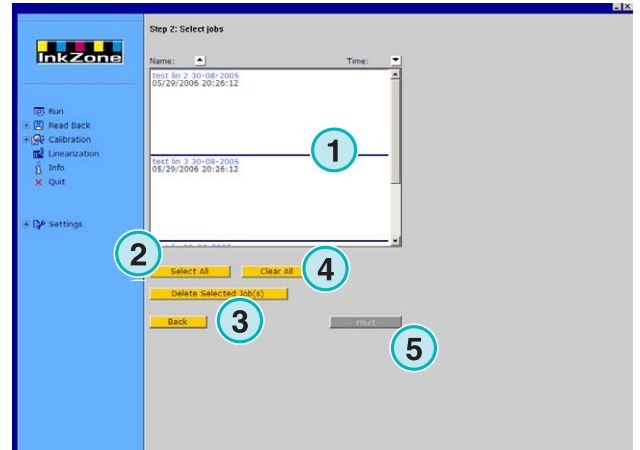 Step 2: Select jobs
InkZone
Name: Time:
test lin 2 30-08-2005
05/29/2006 20:26:12
1
test lin 3 30-08-2005
05/29/2006 20:26:12
Run
Read Back
Calibration
Linearization
Info
Quit
Settings
2
Select All
Clear All
4
Delete Selected Job(s)
3
Back
Next
5